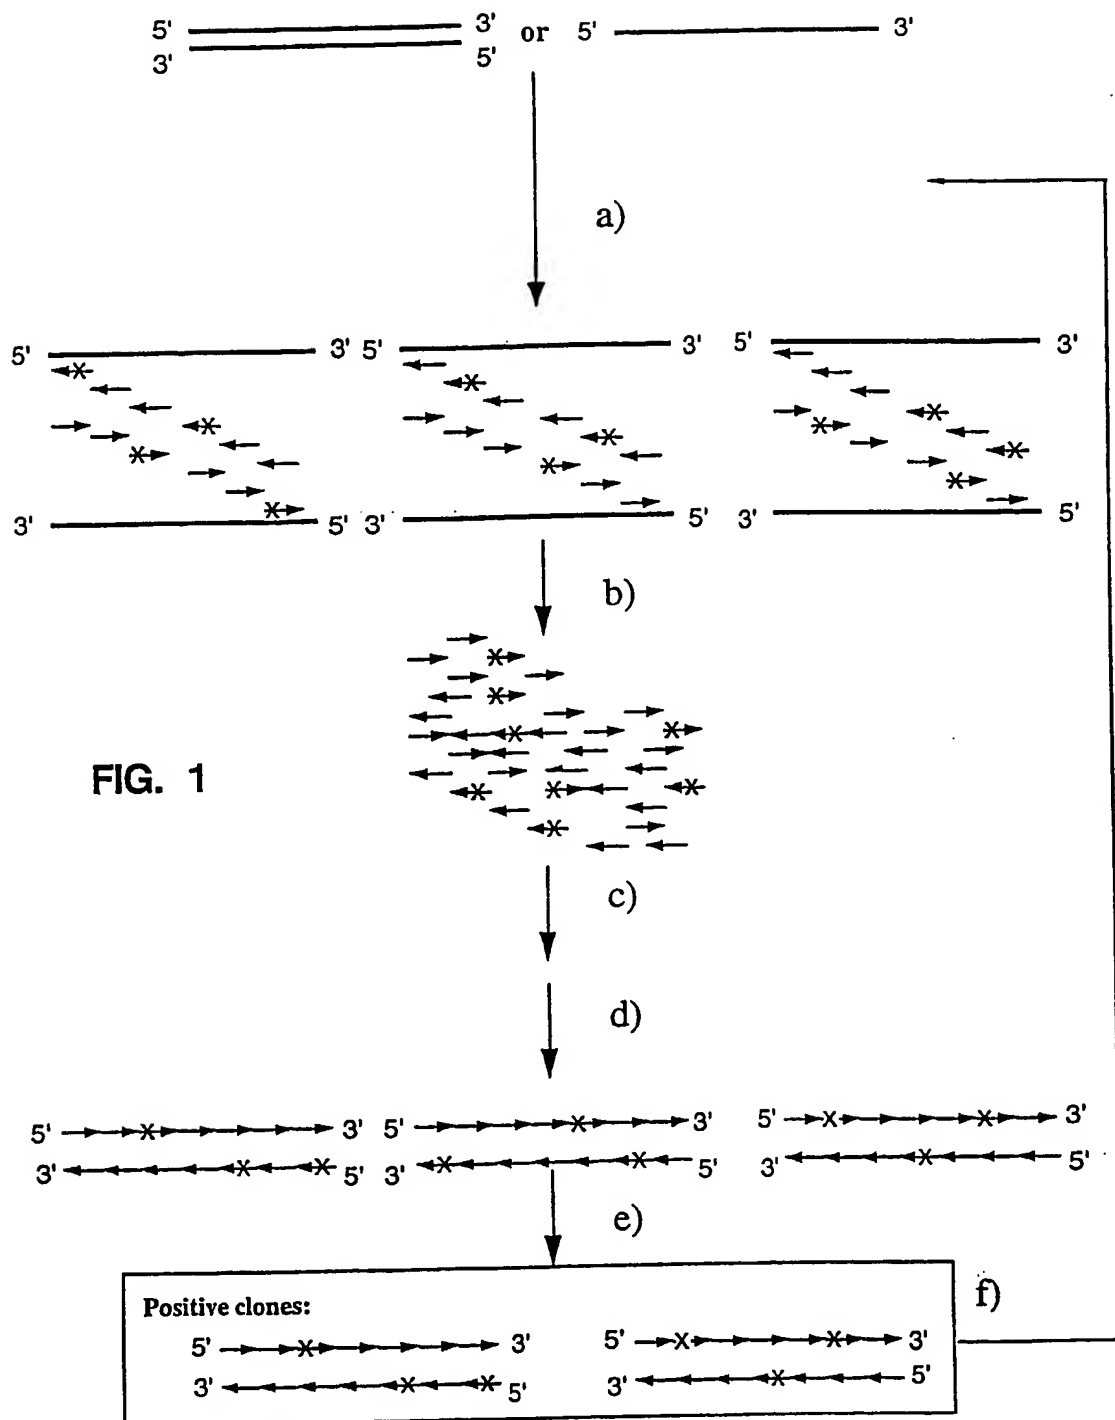 5' 3' or 5' 3'
3' 5'
a)
5' 3' 5' 3' 5' 3'
3' 5' 3' 5' 3' 5'
b)
FIG. 1
c)
d)
5' 3' 5' 3' 5' 3'
3' 5' 3' 5' 3' 5'
e)
Positive clones:
f)
5' 3' 5' 3'
3' 5' 3' 5'